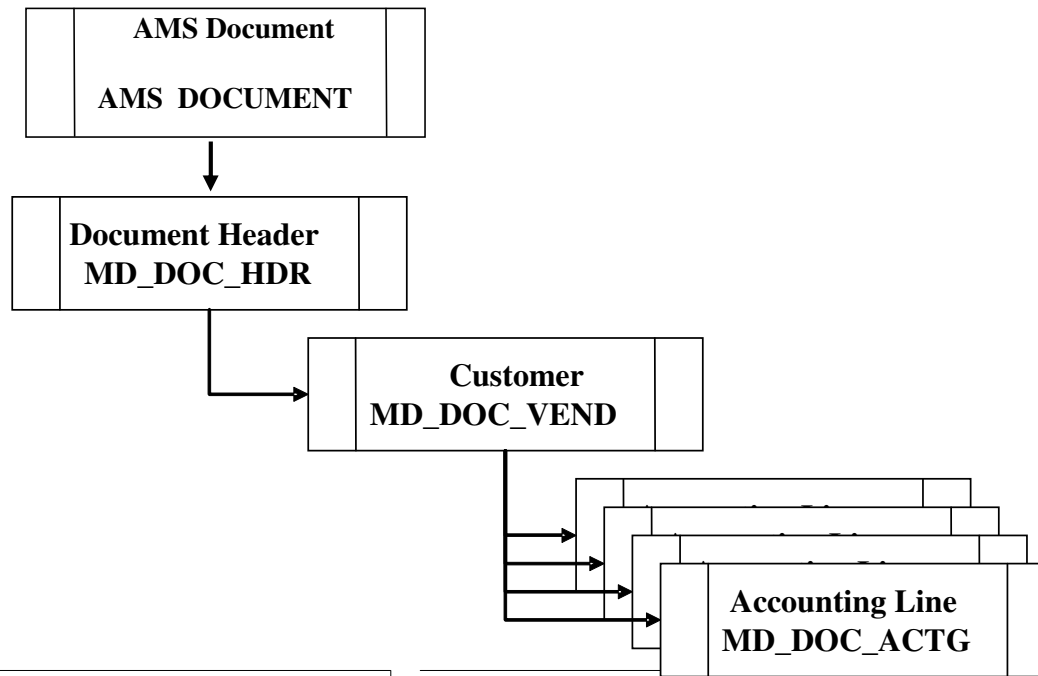 AMS Document
AMS DOCUMENT
Document Header
MD_DOC_HDR
Customer
MD_DOC_VEND
Accounting Line
MD_DOC_ACTG